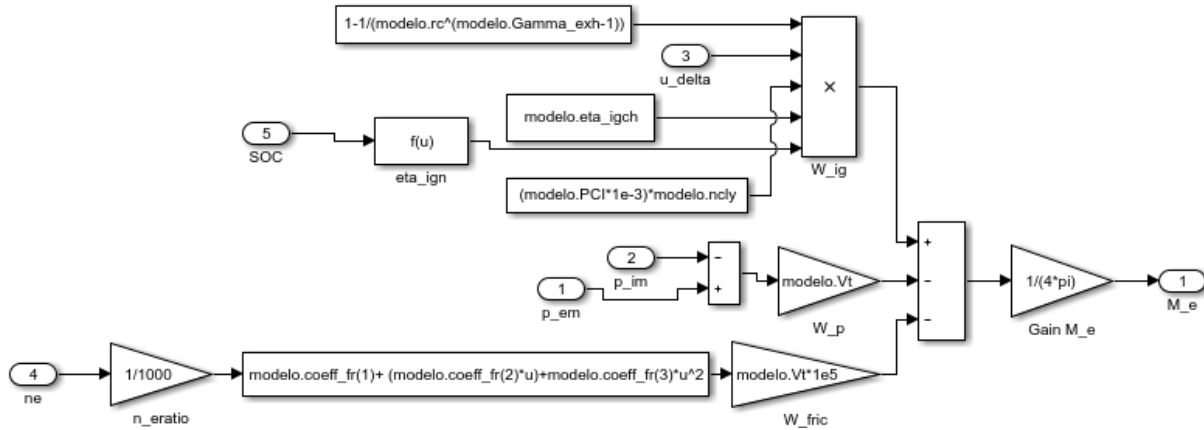 1-1/(modelo.rc^(modelo.Gamma_exh-1))
3
u_delta
×
modelo.eta_igch
5
SOC
f(u)
eta_ign
W_ig
(modelo.PCI*1e-3)*modelo.ncly
+
−
−
2
p_im
−
+
1
p_em
modelo.Vt
W_p
1/(4*pi)
Gain M_e
1
M_e
4
ne
1/1000
n_eratio
modelo.coeff_fr(1)+ (modelo.coeff_fr(2)*u)+modelo.coeff_fr(3)*u^2
modelo.Vt*1e5
W_fric